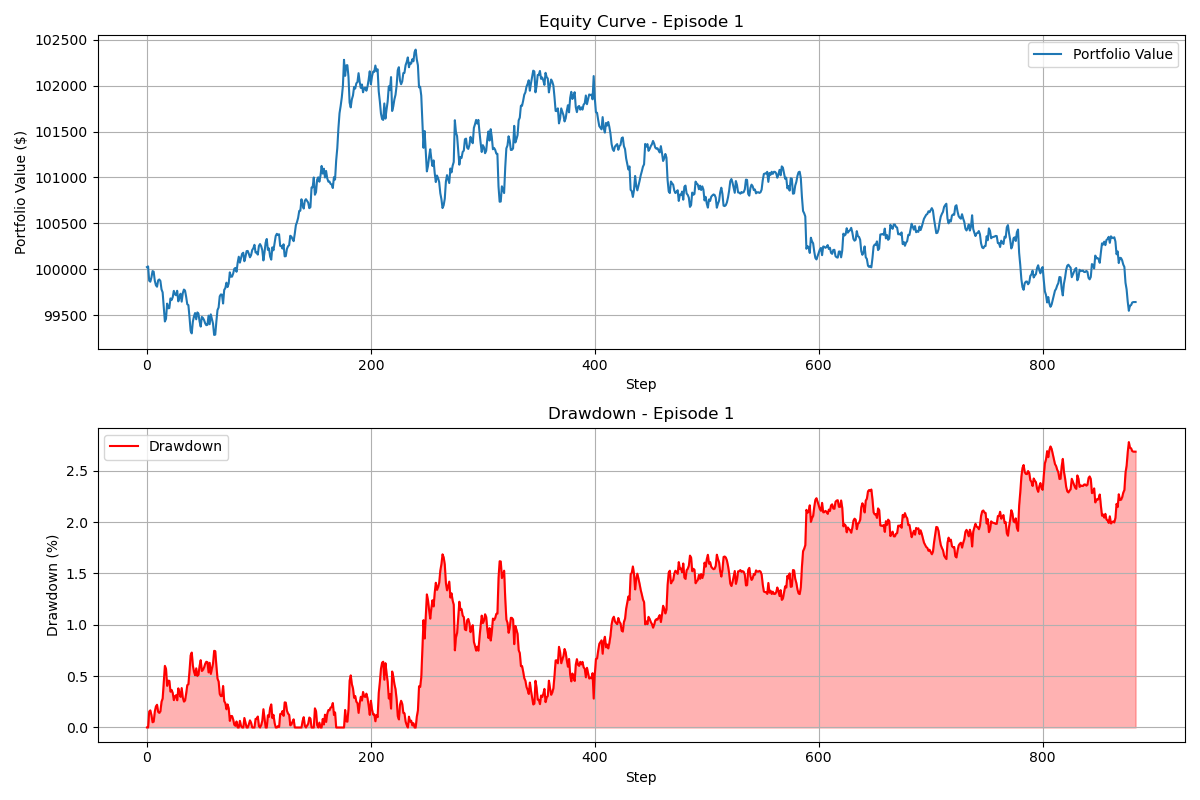 Equity Curve - Episode 1
102500
102000
101500
101000
100500
100000
99500
Portfolio Value ($)
Portfolio Value
0
200
400
600
800
Step
Drawdown - Episode 1
2.5
2.0
1.5
1.0
0.5
0.0
Drawdown (%)
Drawdown
0
200
400
600
800
Step